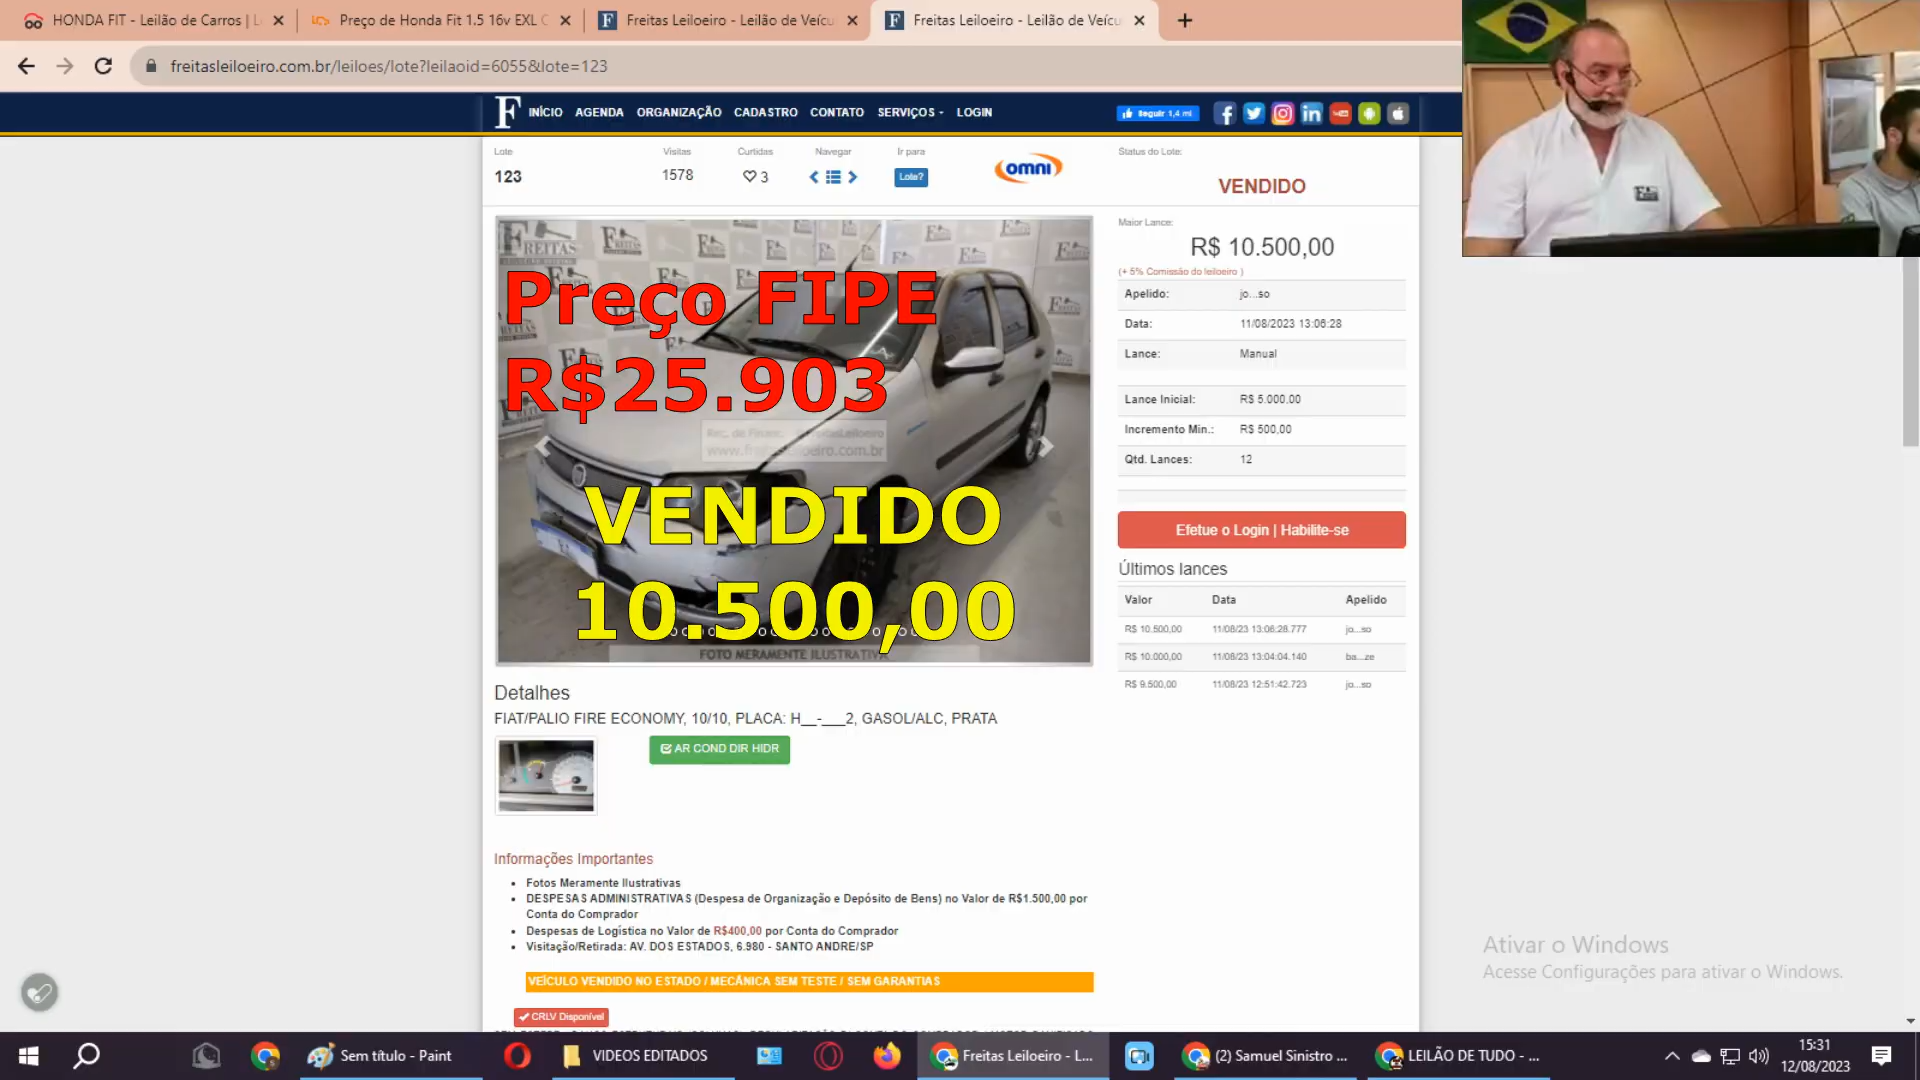 HONDA FIT - Leilão de Carros | L
Preço de Honda Fit 1.5 16v EXL C
Freitas Leiloeiro - Leilão de Veícu
Freitas Leiloeiro - Leilão de Veícu
freitasleiloeiro.com.br/leiloes/lote?leilaoid=6055&lote=123
F INÍCIO AGENDA ORGANIZAÇÃO CADASTRO CONTATO SERVIÇOS LOGIN
Seguir 1,4 mi
Lote
Visitas
Curtidas
Navegar
Ir para
omni
Status do Lote:
123
1578
3
Lote?
VENDIDO
Maior Lance:
R$ 10.500,00
(+ 5% Comissão do leiloeiro )
Apelido: jo...so
Data: 11/08/2023 13:06:28
Lance: Manual
Lance Inicial: R$ 5.000,00
Incremento Min.: R$ 500,00
Qtd. Lances: 12
Efetue o Login | Habilite-se
Últimos lances
Valor Data Apelido
R$ 10.500,00 11/08/23 13:06:28.777 jo...so
R$ 10.000,00 11/08/23 13:04:04.140 ba...ze
R$ 9.500,00 11/08/23 12:51:42.723 jo...so
FREITAS
Preço FIPE
R$25.903
VENDIDO
10.500,00
FOTO MERAMENTE ILUSTRATIVA
Detalhes
FIAT/PALIO FIRE ECONOMY, 10/10, PLACA: H__-___2, GASOL/ALC, PRATA
AR COND DIR HIDR
Informações Importantes
Fotos Meramente Ilustrativas
DESPESAS ADMINISTRATIVAS (Despesa de Organização e Depósito de Bens) no Valor de R$1.500,00 por
Conta do Comprador
Despesas de Logística no Valor de R$400,00 por Conta do Comprador
Visitação/Retirada: AV. DOS ESTADOS, 6.980 - SANTO ANDRE/SP
VEÍCULO VENDIDO NO ESTADO / MECÂNICA SEM TESTE / SEM GARANTIAS
CRLV Disponível
Ativar o Windows
Acesse Configurações para ativar o Windows.
Sem título - Paint
VIDEOS EDITADOS
Freitas Leiloeiro - L...
(2) Samuel Sinistro ...
LEILÃO DE TUDO - ...
15:31
12/08/2023